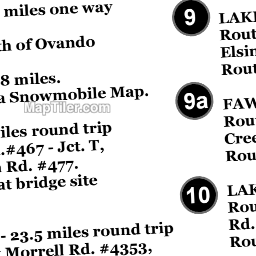 miles one way
th of Ovando
8 miles.
a Snowmobile Map.
MapTiler.com
iles round trip
.#467 - Jct. T,
Rd. #477.
at bridge site
- 23.5 miles round trip
Morrell Rd. #4353,
9
LAKE
Rout
Elsin
Rout
9a
FAW
Rou
Cree
Rou
10
LAK
Rou
Rd.
Rou